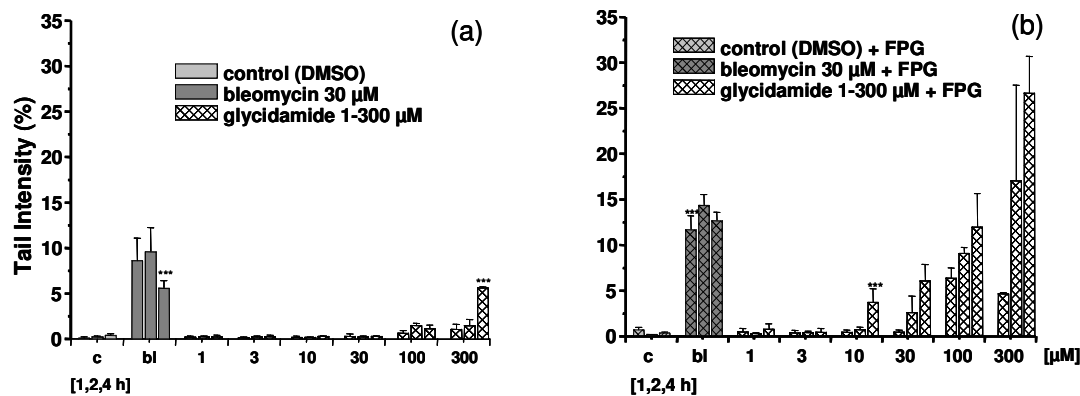 (a)
35
30
25
20
15
10
5
0
Tail Intensity (%)
control (DMSO)
bleomycin 30 µM
glycidamide 1-300 µM
***
***
c bl 1 3 10 30 100 300
[1,2,4 h]
(b)
35
30
25
20
15
10
5
0
control (DMSO) + FPG
bleomycin 30 µM + FPG
glycidamide 1-300 µM + FPG
***
***
c bl 1 3 10 30 100 300 [µM]
[1,2,4 h]